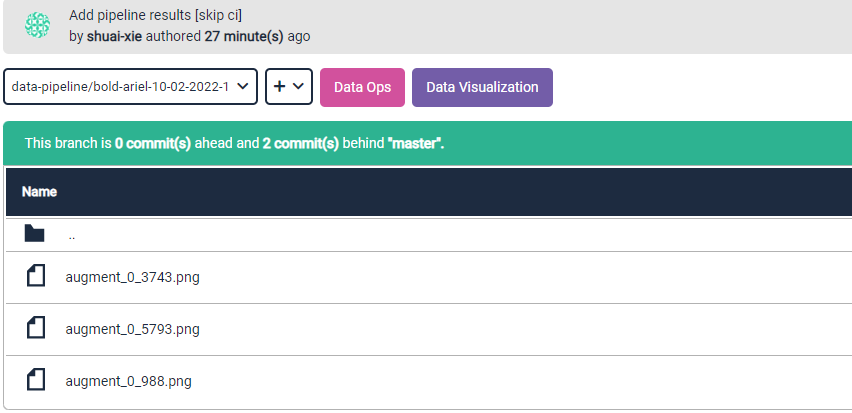 Add pipeline results [skip ci]
by shuai-xie authored 27 minute(s) ago
data-pipeline/bold-ariel-10-02-2022-1
+
Data Ops
Data Visualization
This branch is 0 commit(s) ahead and 2 commit(s) behind "master".
Name
..
augment_0_3743.png
augment_0_5793.png
augment_0_988.png